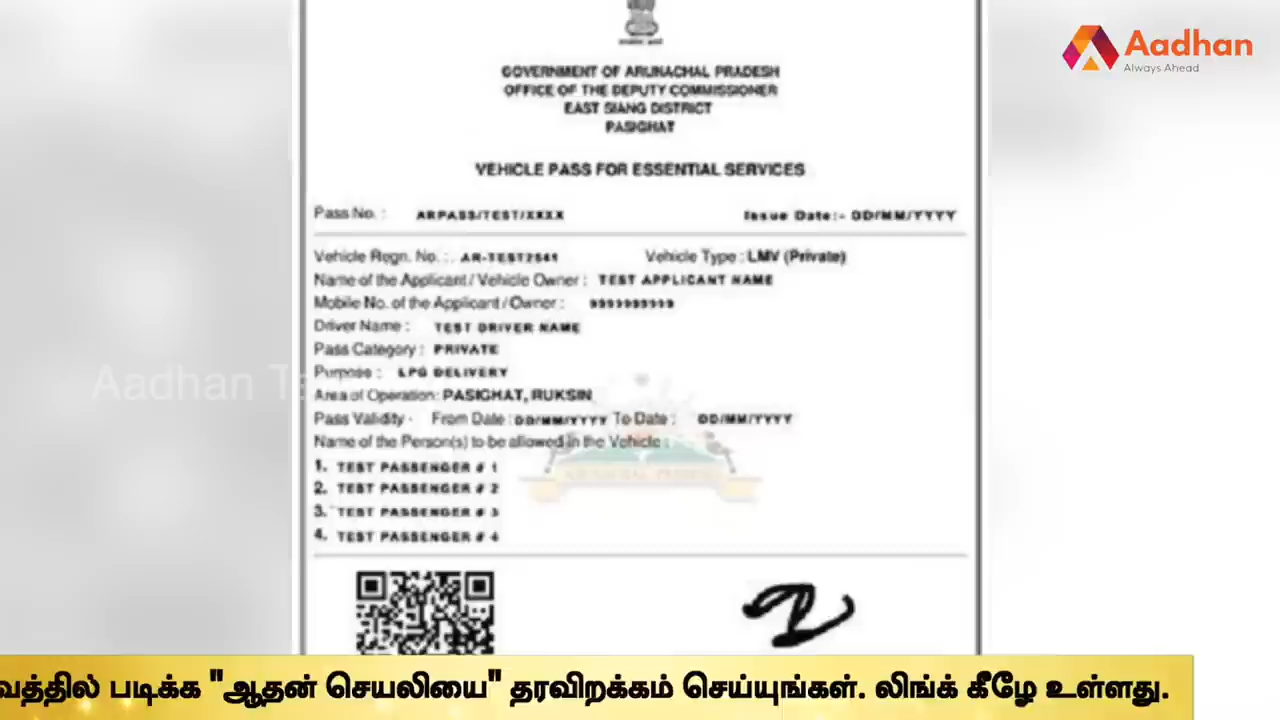 Aadhan
Always Ahead
GOVERNMENT OF ARUNACHAL PRADESH
OFFICE OF THE DEPUTY COMMISSIONER
EAST SIANG DISTRICT
PASIGHAT
VEHICLE PASS FOR ESSENTIAL SERVICES
Pass No. : ARPASS/TEST/XXXX Issue Date:- DD/MM/YYYY
Vehicle Regn. No. : AR-TEST2541 Vehicle Type : LMV (Private)
Name of the Applicant / Vehicle Owner : TEST APPLICANT NAME
Mobile No. of the Applicant / Owner : 9999999999
Driver Name : TEST DRIVER NAME
Pass Category : PRIVATE
Purpose : LPG DELIVERY
Area of Operation: PASIGHAT, RUKSIN
Pass Validity - From Date : DD/MM/YYYY To Date : DD/MM/YYYY
Name of the Person(s) to be allowed in the Vehicle :
1. TEST PASSENGER # 1
2. TEST PASSENGER # 2
3. TEST PASSENGER # 3
4. TEST PASSENGER # 4
Aadhan
வத்தில் படிக்க "ஆதன் செயலியை" தரவிறக்கம் செய்யுங்கள். லிங்க் கீழே உள்ளது.